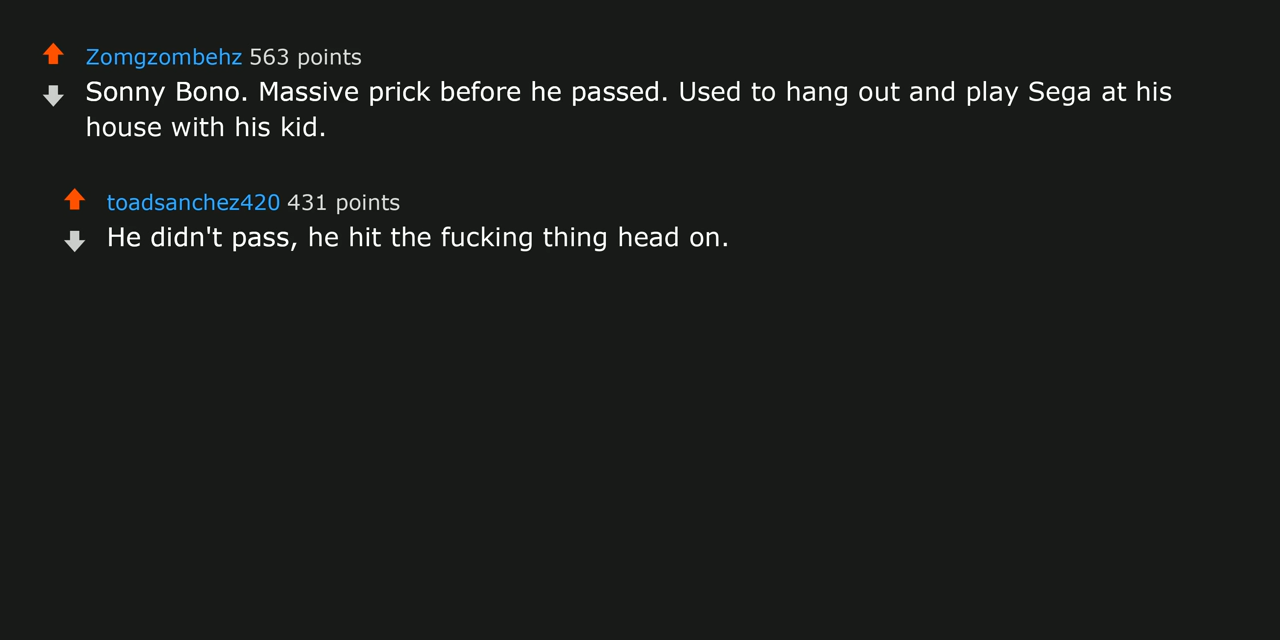 Zomgzombehz 563 points
Sonny Bono. Massive prick before he passed. Used to hang out and play Sega at his
house with his kid.
toadsanchez420 431 points
He didn't pass, he hit the fucking thing head on.